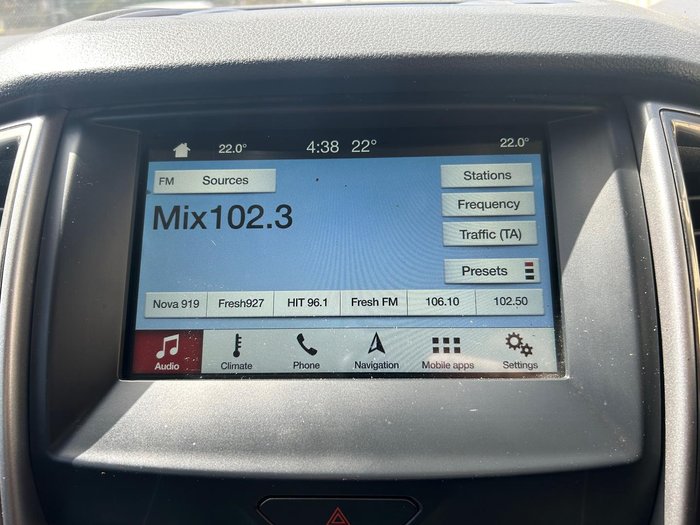 22.0° 4:38 22° 22.0°
FM Sources
Stations
Mix102.3
Frequency
Traffic (TA)
Presets
Nova 919 Fresh927 HIT 96.1 Fresh FM 106.10 102.50
Audio Climate Phone Navigation Mobile apps Settings